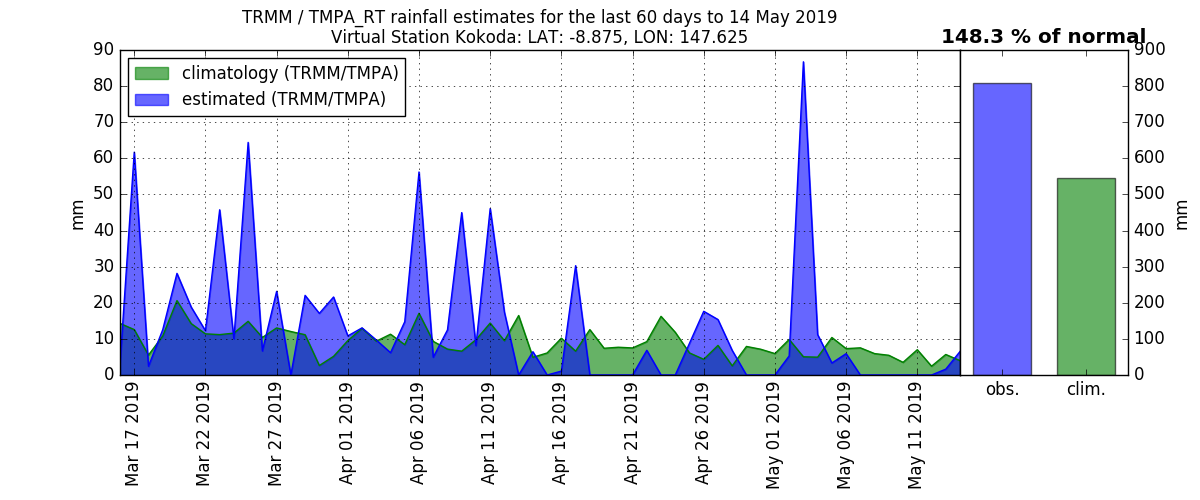 TRMM / TMPA_RT rainfall estimates for the last 60 days to 14 May 2019
Virtual Station Kokoda: LAT: -8.875, LON: 147.625
148.3 % of normal
climatology (TRMM/TMPA)
estimated (TRMM/TMPA)
90
80
70
60
50
40
30
20
10
0
mm
900
800
700
600
500
400
300
200
100
0
mm
Mar 17 2019
Mar 22 2019
Mar 27 2019
Apr 01 2019
Apr 06 2019
Apr 11 2019
Apr 16 2019
Apr 21 2019
Apr 26 2019
May 01 2019
May 06 2019
May 11 2019
obs.
clim.